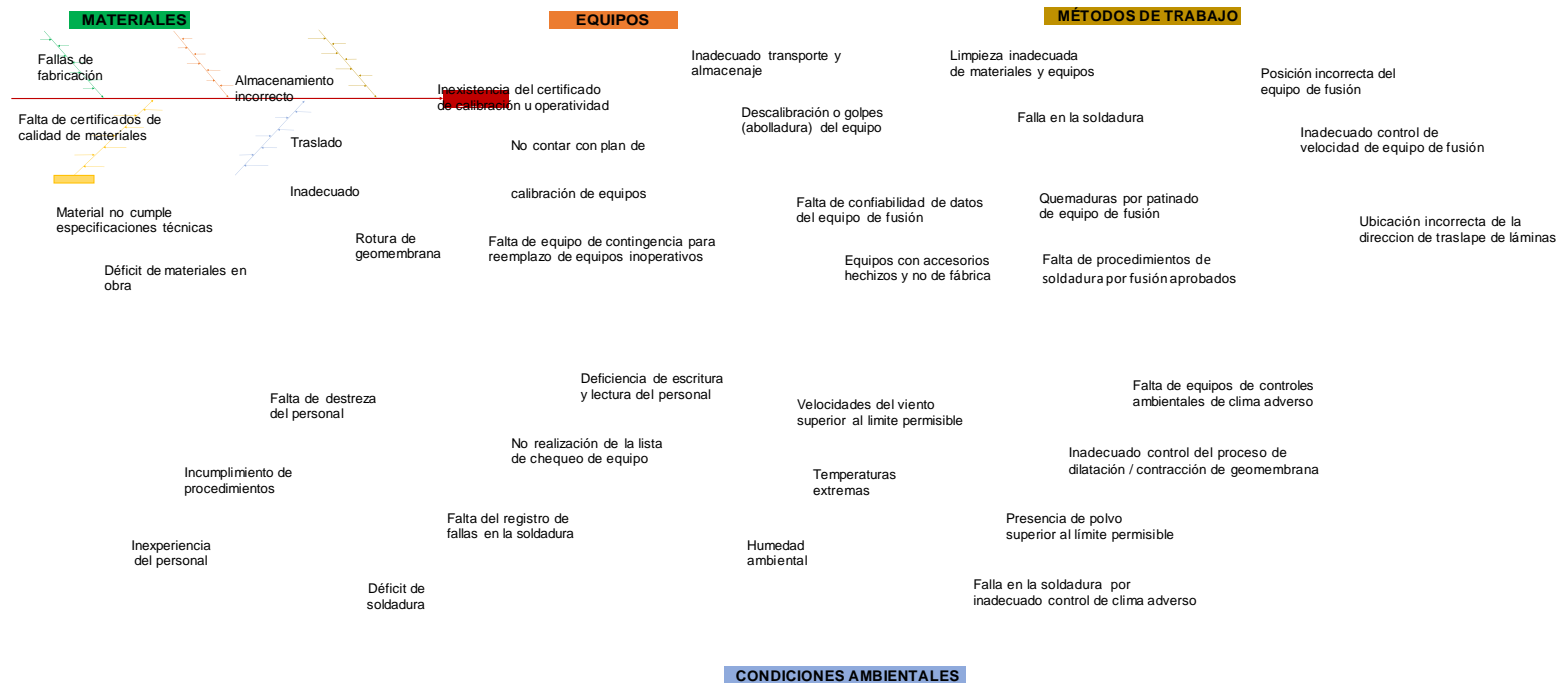 MATERIALES
EQUIPOS
MÉTODOS DE TRABAJO
Fallas de
fabricación
Almacenamiento
incorrecto
Falta de certificados de
calidad de materiales
Traslado
Inadecuado
Material no cumple
especificaciones técnicas
Rotura de
geomembrana
Déficit de materiales en
obra
Inexistencia del certificado
de calibración u operatividad
No contar con plan de
calibración de equipos
Falta de equipo de contingencia para
reemplazo de equipos inoperativos
Inadecuado transporte y
almacenaje
Descalibración o golpes
(abolladura) del equipo
Falta de confiabilidad de datos
del equipo de fusión
Equipos con accesorios
hechizos y no de fábrica
Limpieza inadecuada
de materiales y equipos
Falla en la soldadura
Quemaduras por patinado
de equipo de fusión
Falta de procedimientos de
soldadura por fusión aprobados
Posición incorrecta del
equipo de fusión
Inadecuado control de
velocidad de equipo de fusión
Ubicación incorrecta de la
direccion de traslape de láminas
Falta de destreza
del personal
Incumplimiento de
procedimientos
Inexperiencia
del personal
Deficiencia de escritura
y lectura del personal
No realización de la lista
de chequeo de equipo
Falta del registro de
fallas en la soldadura
Déficit de
soldadura
Velocidades del viento
superior al limite permisible
Temperaturas
extremas
Humedad
ambiental
Falta de equipos de controles
ambientales de clima adverso
Inadecuado control del proceso de
dilatación / contracción de geomembrana
Presencia de polvo
superior al límite permisible
Falla en la soldadura por
inadecuado control de clima adverso
CONDICIONES AMBIENTALES